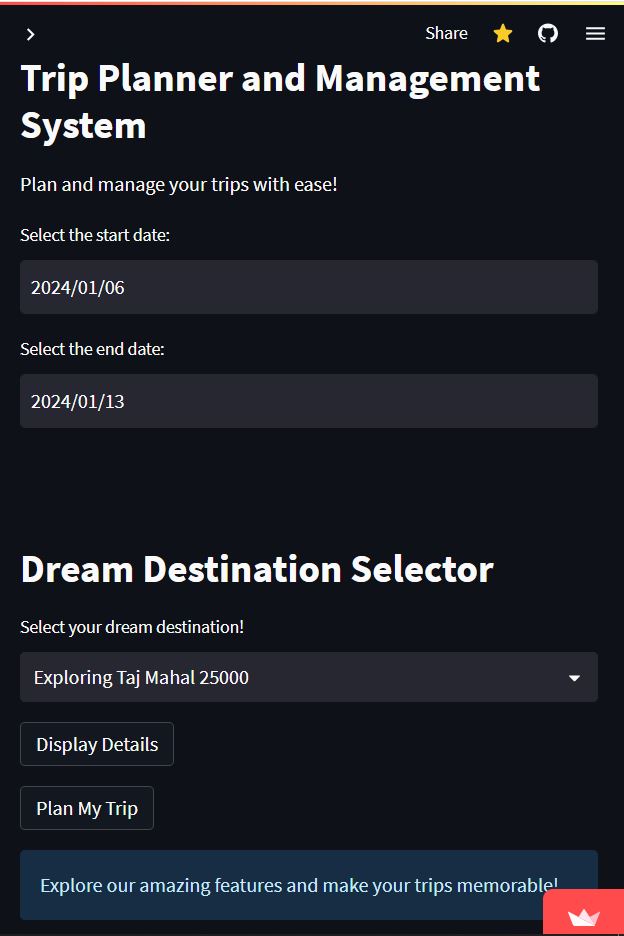 Share
Trip Planner and Management
System
Plan and manage your trips with ease!
Select the start date:
2024/01/06
Select the end date:
2024/01/13
Dream Destination Selector
Select your dream destination!
Exploring Taj Mahal 25000
Display Details
Plan My Trip
Explore our amazing features and make your trips memorable!